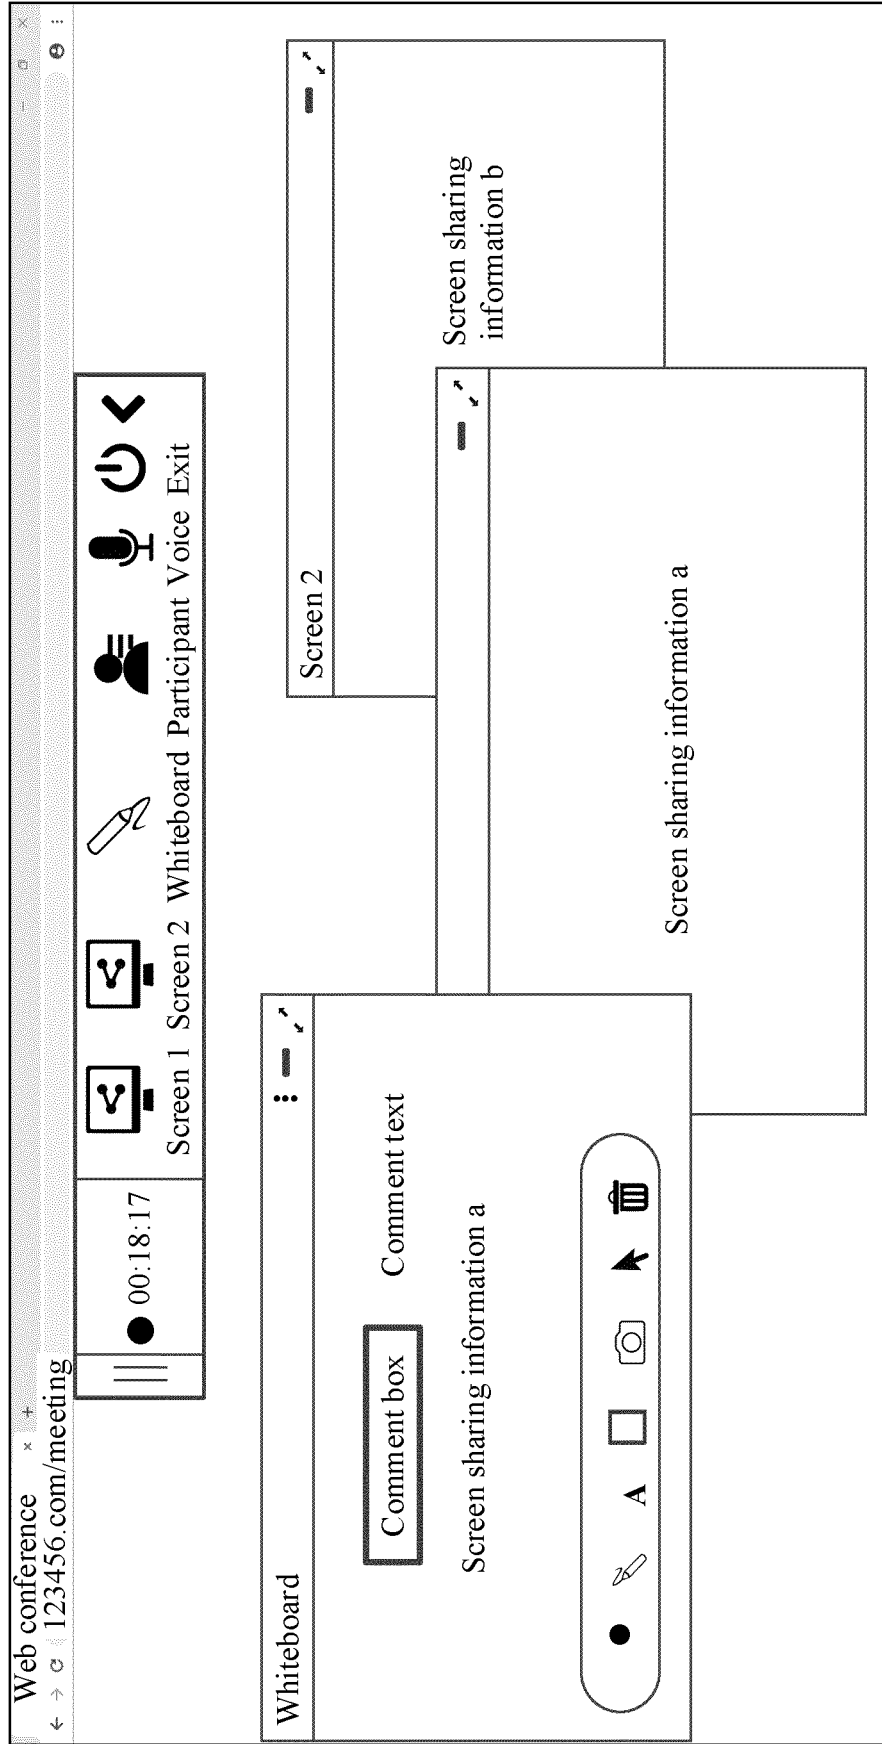 Web conference
123456.com/meeting
00:18:17
Screen 1 Screen 2 Whiteboard Participant Voice Exit
Whiteboard
Comment box
Comment text
Screen sharing information a
A
Screen sharing information a
Screen 2
Screen sharing
information b